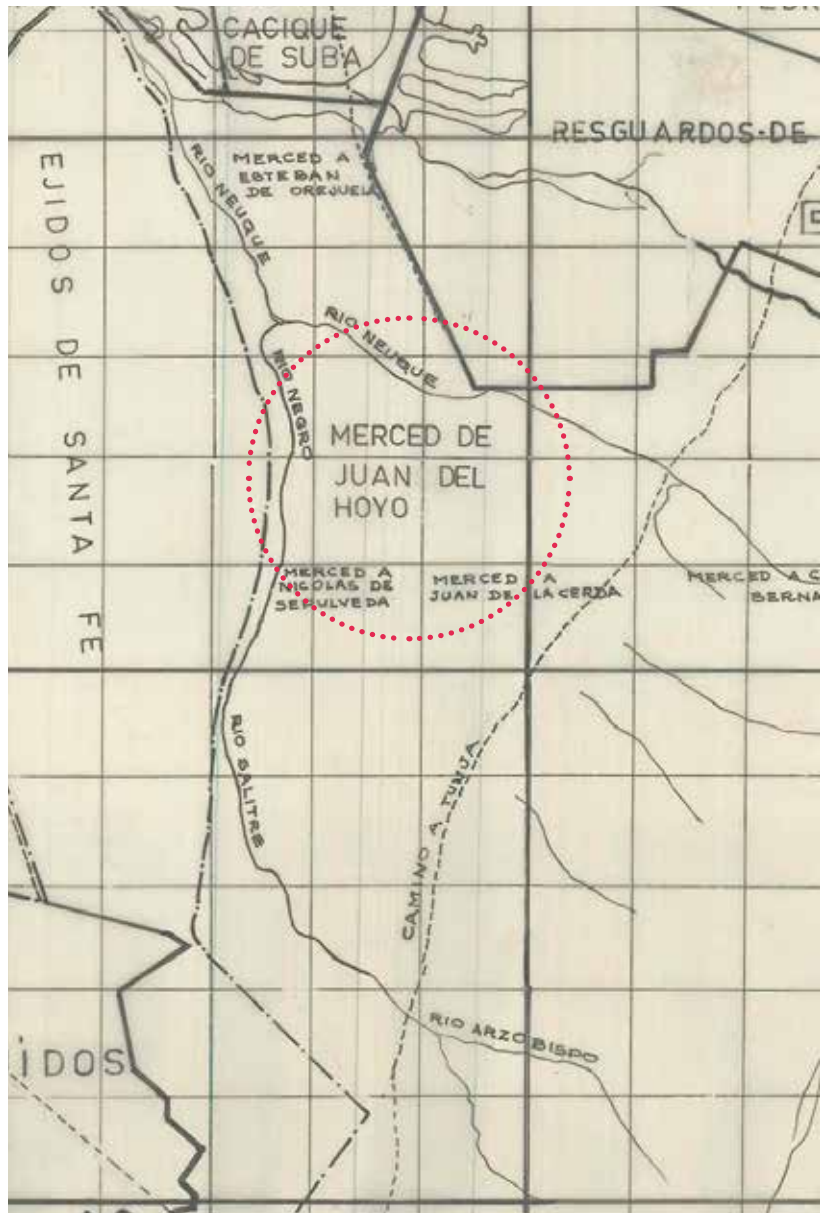 CACIQUE
DE SUBA
RESGUARDOS-DE
MERCED A
ESTEBAN
DE OREJUELA
RIO NEUQUE
EJIDOS DE SANTA FE
RIO NEUQUE
RIO NEGRO
MERCED DE
JUAN DEL
HOYO
MERCED A
NICOLAS DE
SEPULVEDA
MERCED A
JUAN DE LA CERDA
MERCED A C
BERNA
RIO SALITRE
CAMINO A TUNJA
RIO ARZOBISPO
IDOS